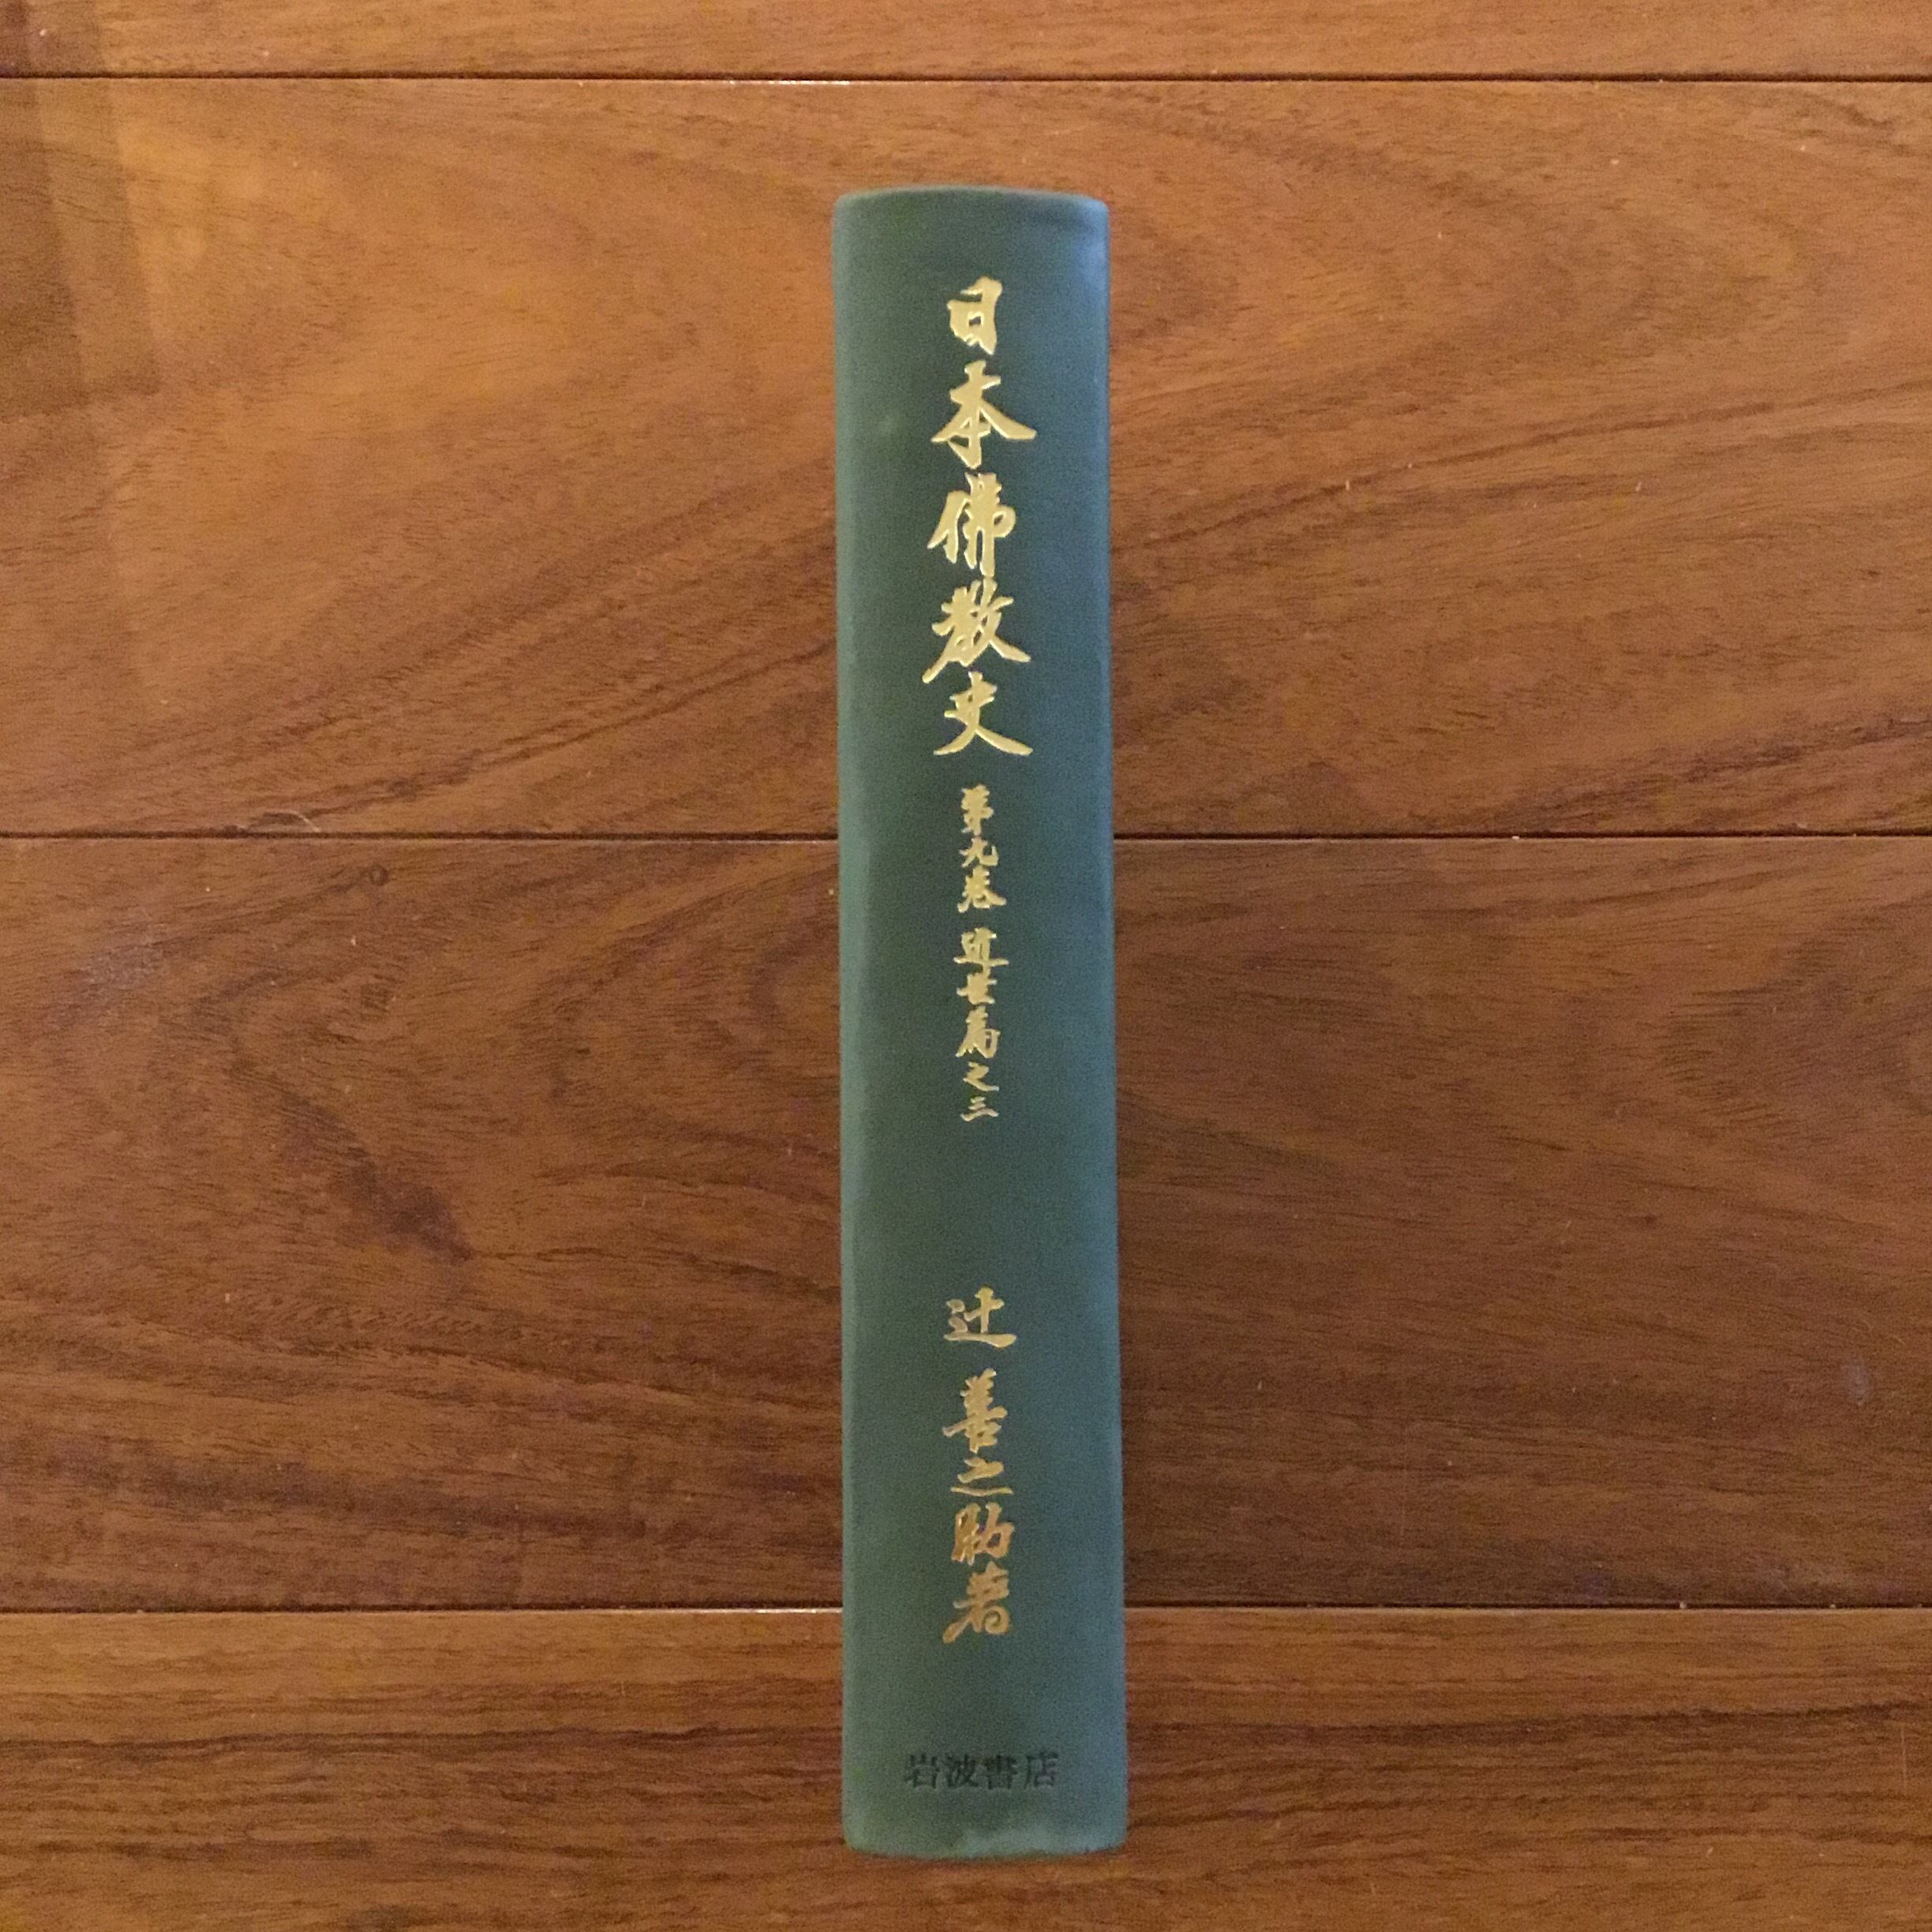 日本佛教史
第九巻 近世篇之三
辻 善之助著
岩波書店